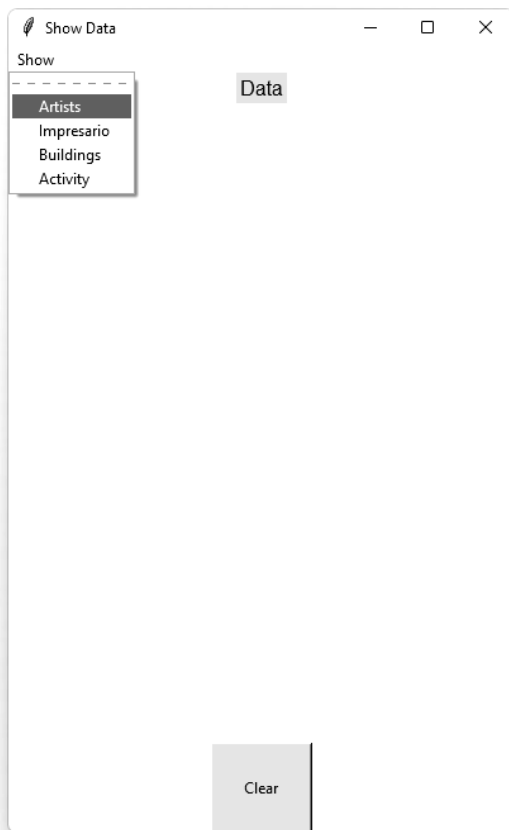 Show Data
Show
Data
Artists
Impresario
Buildings
Activity
Clear